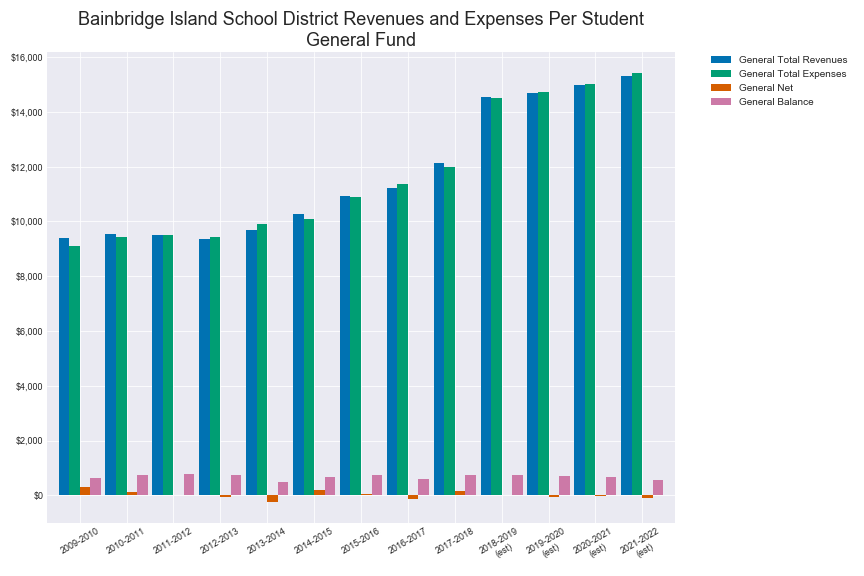 Bainbridge Island School District Revenues and Expenses Per Student
General Fund
General Total Revenues
General Total Expenses
General Net
General Balance
$16,000
$14,000
$12,000
$10,000
$8,000
$6,000
$4,000
$2,000
$0
2009-2010
2010-2011
2011-2012
2012-2013
2013-2014
2014-2015
2015-2016
2016-2017
2017-2018
2018-2019
(est)
2019-2020
(est)
2020-2021
(est)
2021-2022
(est)